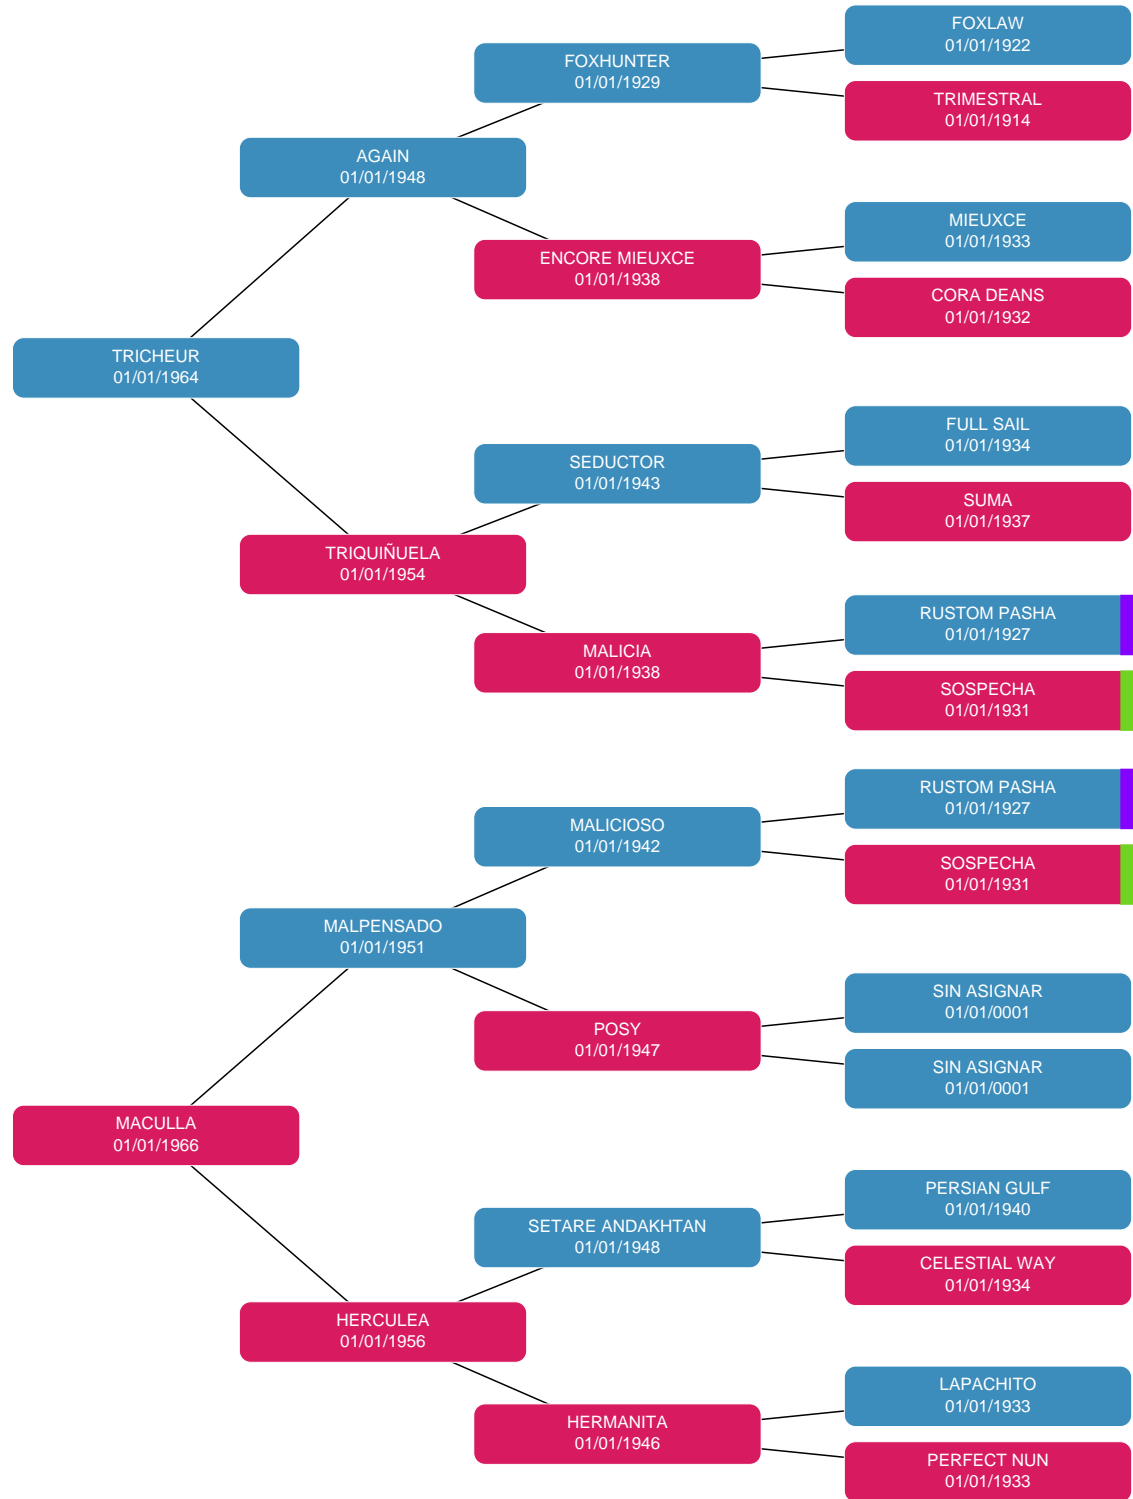 FOXLAW
01/01/1922
FOXHUNTER
01/01/1929
TRIMESTRAL
01/01/1914
AGAIN
01/01/1948
MIEUXCE
01/01/1933
ENCORE MIEUXCE
01/01/1938
CORA DEANS
01/01/1932
TRICHEUR
01/01/1964
FULL SAIL
01/01/1934
SEDUCTOR
01/01/1943
SUMA
01/01/1937
TRIQUIÑUELA
01/01/1954
RUSTOM PASHA
01/01/1927
MALICIA
01/01/1938
SOSPECHA
01/01/1931
RUSTOM PASHA
01/01/1927
MALICIOSO
01/01/1942
SOSPECHA
01/01/1931
MALPENSADO
01/01/1951
SIN ASIGNAR
01/01/0001
POSY
01/01/1947
SIN ASIGNAR
01/01/0001
MACULLA
01/01/1966
PERSIAN GULF
01/01/1940
SETARE ANDAKHTAN
01/01/1948
CELESTIAL WAY
01/01/1934
HERCULEA
01/01/1956
LAPACHITO
01/01/1933
HERMANITA
01/01/1946
PERFECT NUN
01/01/1933